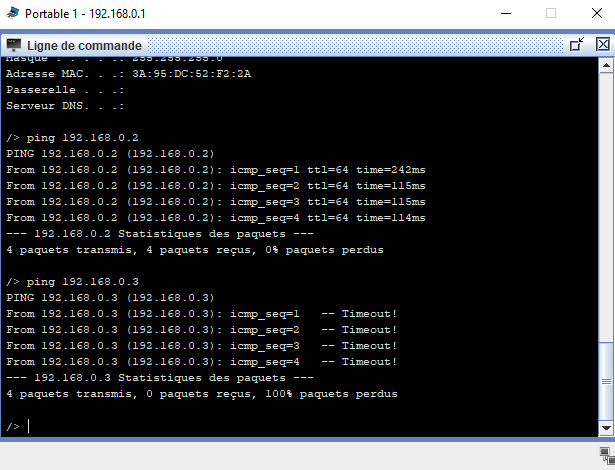 Portable 1 - 192.168.0.1
Ligne de commande
Masque . . . . .: 255.255.255.0
Adresse MAC. . .: 3A:95:DC:52:F2:2A
Passerelle . . .:
Serveur DNS. . .:
/> ping 192.168.0.2
PING 192.168.0.2 (192.168.0.2)
From 192.168.0.2 (192.168.0.2): icmp_seq=1 ttl=64 time=242ms
From 192.168.0.2 (192.168.0.2): icmp_seq=2 ttl=64 time=115ms
From 192.168.0.2 (192.168.0.2): icmp_seq=3 ttl=64 time=115ms
From 192.168.0.2 (192.168.0.2): icmp_seq=4 ttl=64 time=114ms
--- 192.168.0.2 Statistiques des paquets ---
4 paquets transmis, 4 paquets reçus, 0% paquets perdus
/> ping 192.168.0.3
PING 192.168.0.3 (192.168.0.3)
From 192.168.0.3 (192.168.0.3): icmp_seq=1   -- Timeout!
From 192.168.0.3 (192.168.0.3): icmp_seq=2   -- Timeout!
From 192.168.0.3 (192.168.0.3): icmp_seq=3   -- Timeout!
From 192.168.0.3 (192.168.0.3): icmp_seq=4   -- Timeout!
--- 192.168.0.3 Statistiques des paquets ---
4 paquets transmis, 0 paquets reçus, 100% paquets perdus
/>